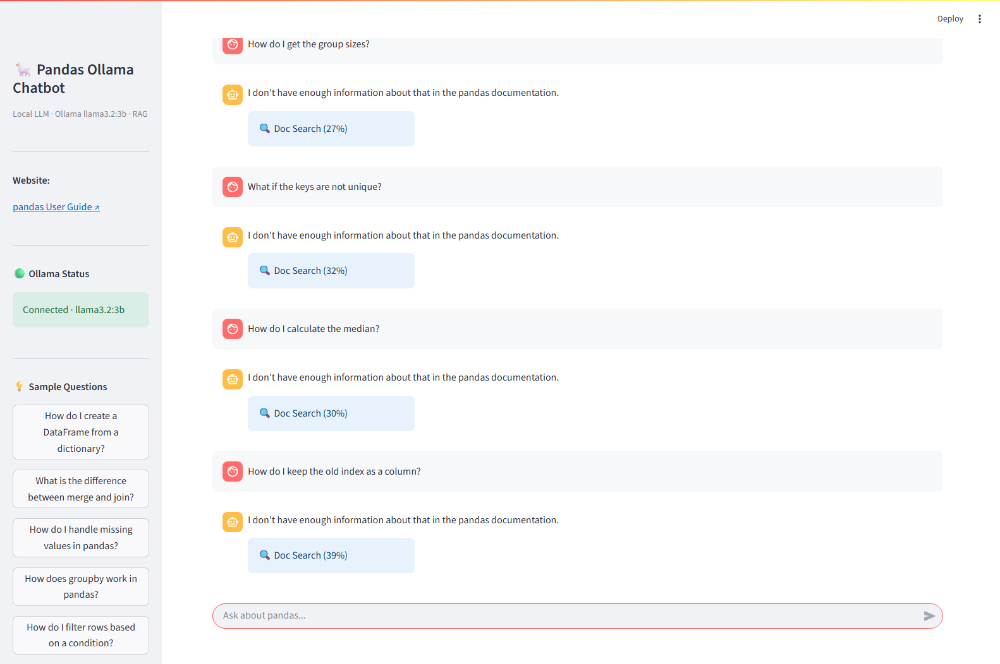 Deploy
🦙 Pandas Ollama
Chatbot
Local LLM · Ollama llama3.2:3b · RAG
Website:
pandas User Guide ↗
Ollama Status
Connected · llama3.2:3b
💡 Sample Questions
How do I create a
DataFrame from a
dictionary?
What is the difference
between merge and join?
How do I handle missing
values in pandas?
How does groupby work in
pandas?
How do I filter rows based
on a condition?
How do I get the group sizes?
I don't have enough information about that in the pandas documentation.
🔍 Doc Search (27%)
What if the keys are not unique?
I don't have enough information about that in the pandas documentation.
🔍 Doc Search (32%)
How do I calculate the median?
I don't have enough information about that in the pandas documentation.
🔍 Doc Search (30%)
How do I keep the old index as a column?
I don't have enough information about that in the pandas documentation.
🔍 Doc Search (39%)
Ask about pandas...